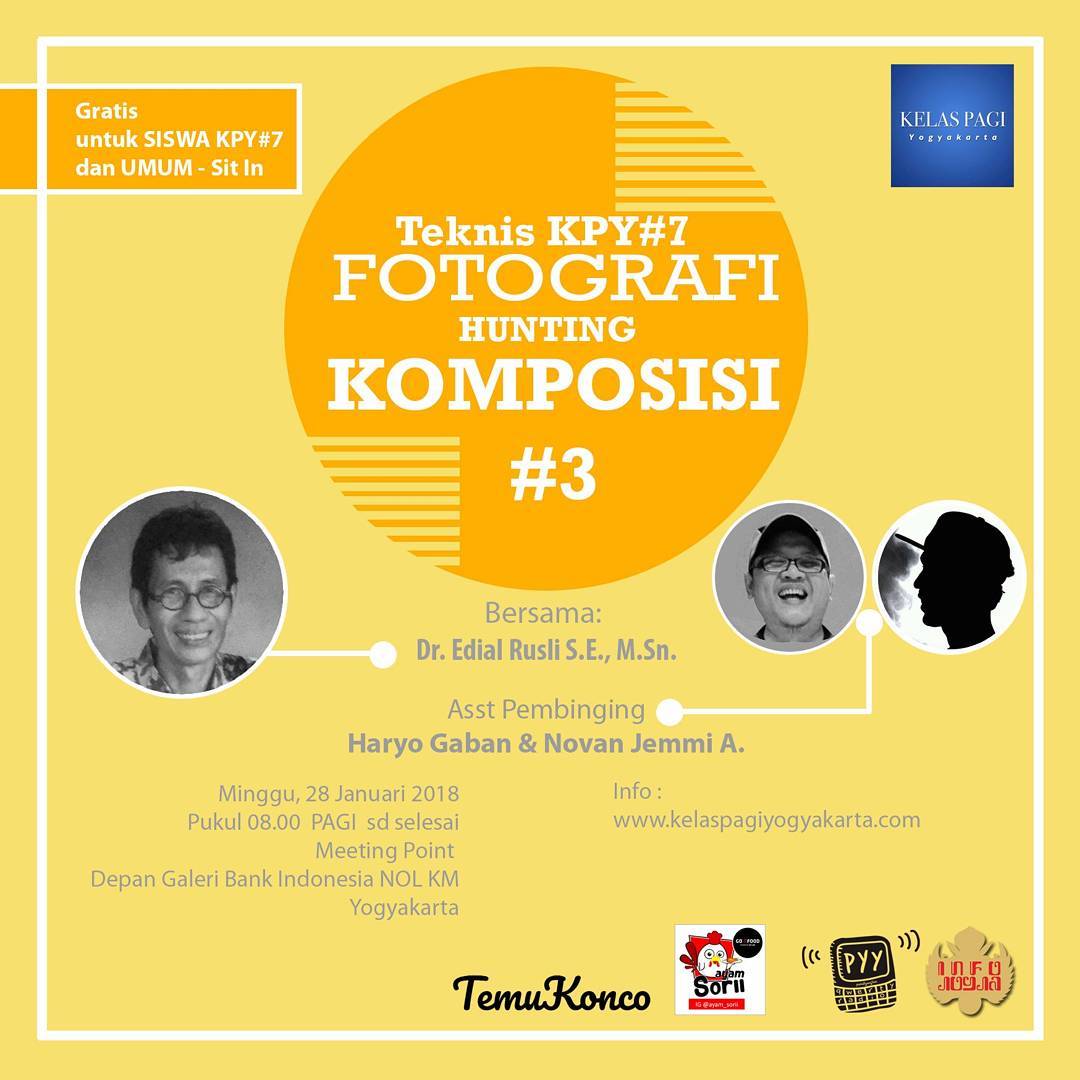 Gratis
untuk SISWA KPY#7
dan UMUM - Sit In
KELAS PAGI
Yogyakarta
Teknis KPY#7
FOTOGRAFI
HUNTING
KOMPOSISI
#3
Bersama:
Dr. Edial Rusli S.E., M.Sn.
Asst Pembinging
Haryo Gaban & Novan Jemmi A.
Minggu, 28 Januari 2018
Pukul 08.00 PAGI sd selesai
Meeting Point
Depan Galeri Bank Indonesia NOL KM
Yogyakarta
Info :
www.kelaspagiyogyakarta.com
TemuKonco
GO FOOD
ayam
Sorii
IG @ayam_sorii
PYY
INFO